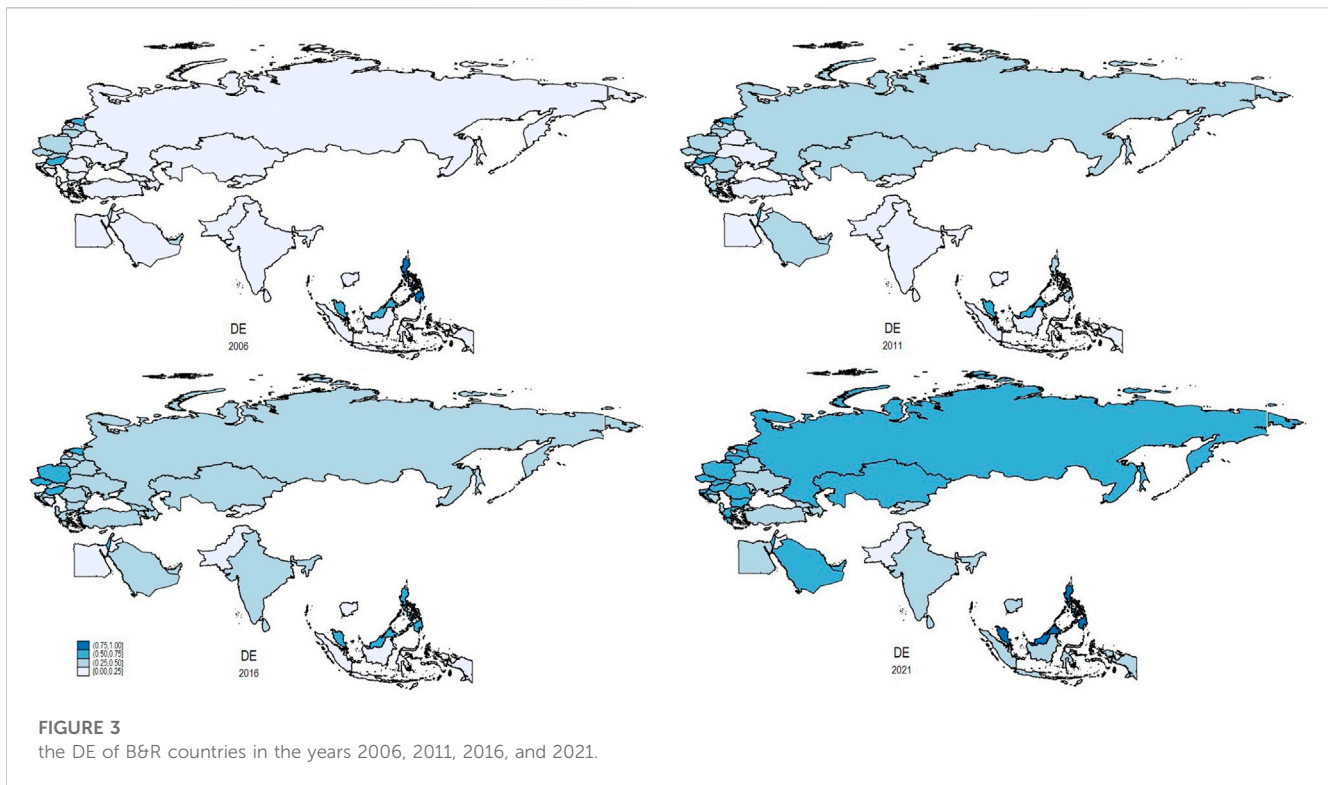 DE
2006
DE
2011
(0.75,1.00]
(0.50,0.75]
(0.25,0.50]
[0.00,0.25]
DE
2016
DE
2021
FIGURE 3
the DE of B&R countries in the years 2006, 2011, 2016, and 2021.